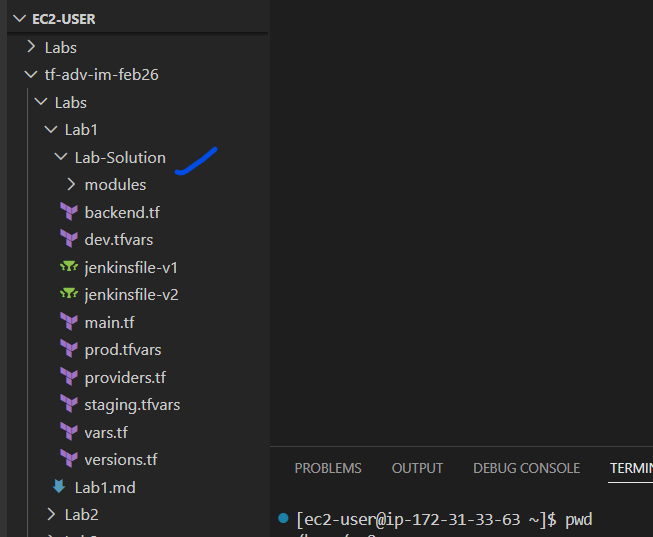 EC2-USER
Labs
tf-adv-im-feb26
Labs
Lab1
Lab-Solution
modules
backend.tf
dev.tfvars
jenkinsfile-v1
jenkinsfile-v2
main.tf
prod.tfvars
providers.tf
staging.tfvars
vars.tf
versions.tf
Lab1.md
Lab2
PROBLEMS OUTPUT DEBUG CONSOLE TERMIN
[ec2-user@ip-172-31-33-63 ~]$ pwd